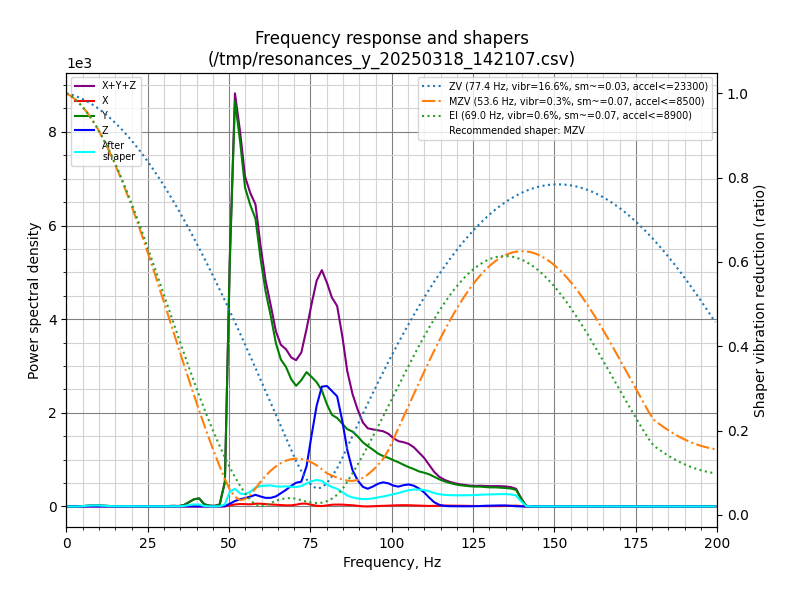 Frequency response and shapers
(/tmp/resonances_y_20250318_142107.csv)
1e3
X+Y+Z
X
Y
Z
After
shaper
ZV (77.4 Hz, vibr=16.6%, sm~=0.03, accel<=23300)
MZV (53.6 Hz, vibr=0.3%, sm~=0.07, accel<=8500)
EI (69.0 Hz, vibr=0.6%, sm~=0.07, accel<=8900)
Recommended shaper: MZV
Power spectral density
8
6
4
2
0
1.0
0.8
0.6
0.4
0.2
0.0
Shaper vibration reduction (ratio)
0 25 50 75 100 125 150 175 200
Frequency, Hz